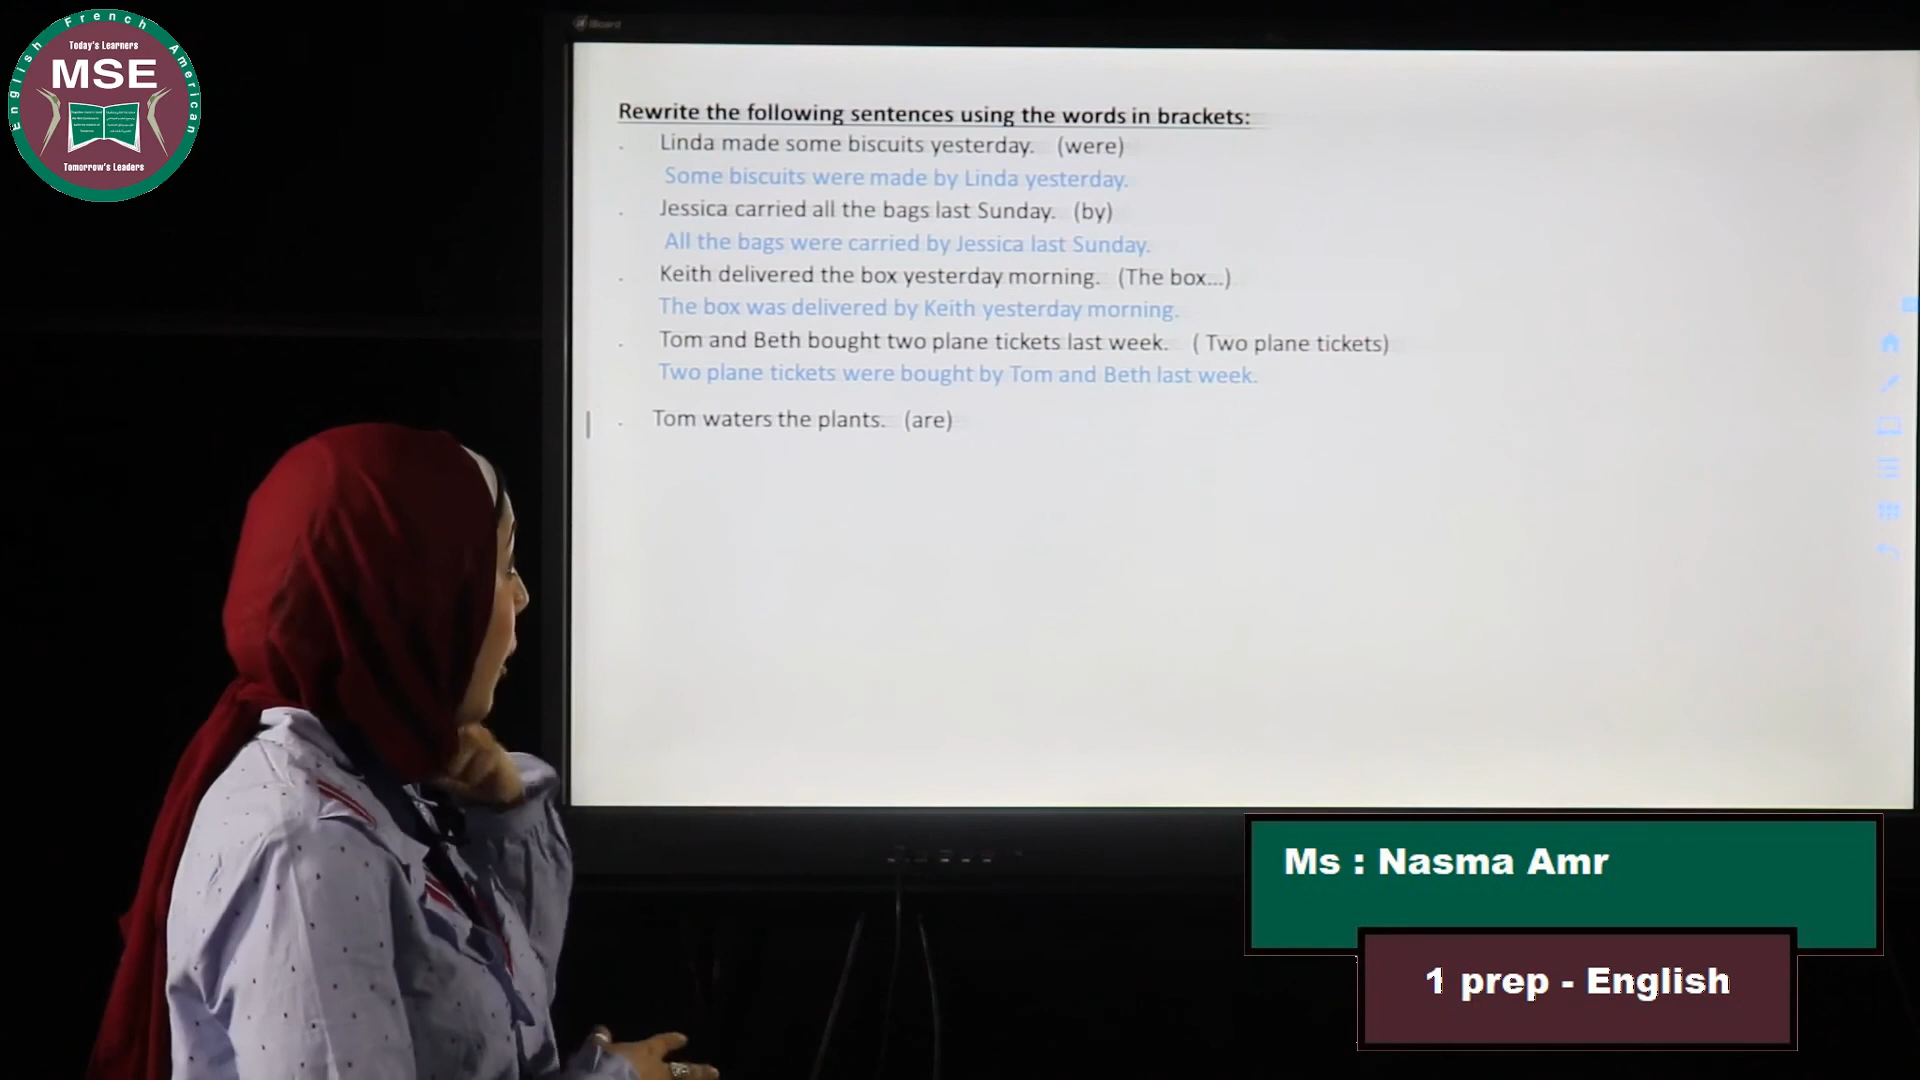 English French American
Today's Learners
MSE
Tomorrow's Leaders
Board
Rewrite the following sentences using the words in brackets:
. Linda made some biscuits yesterday. (were)
Some biscuits were made by Linda yesterday.
. Jessica carried all the bags last Sunday. (by)
All the bags were carried by Jessica last Sunday.
. Keith delivered the box yesterday morning. (The box...)
The box was delivered by Keith yesterday morning.
. Tom and Beth bought two plane tickets last week. ( Two plane tickets)
Two plane tickets were bought by Tom and Beth last week.
. Tom waters the plants. (are)
Ms : Nasma Amr
1 prep - English